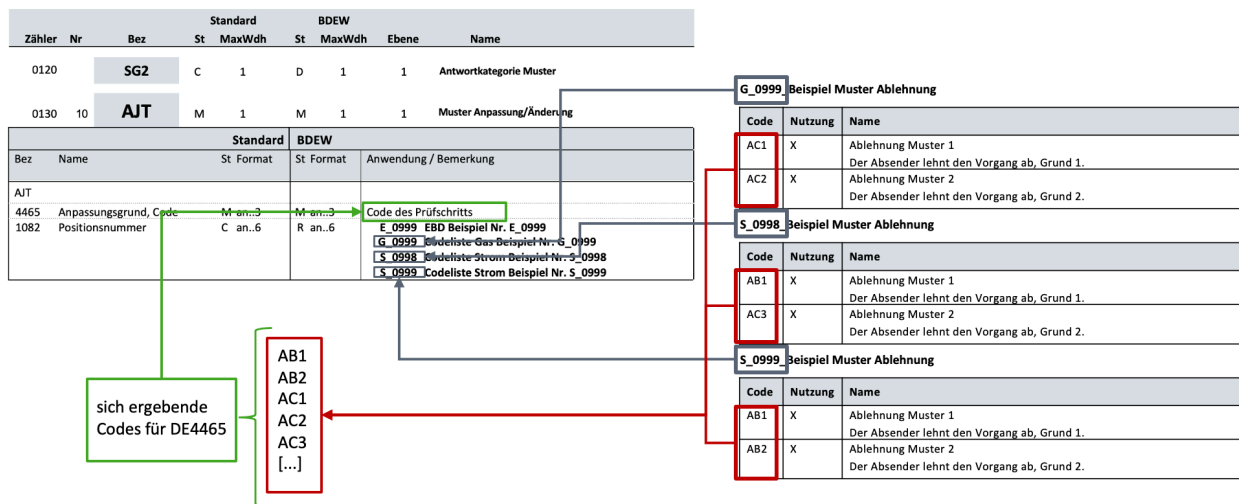 Standard BDEW
Zähler Nr Bez St MaxWdh St MaxWdh Ebene Name
0120 SG2 C 1 D 1 1 Antwortkategorie Muster
0130 10 AJT M 1 M 1 1 Muster Anpassung/Änderung
Standard BDEW
Bez Name St Format St Format Anwendung / Bemerkung
AJT
4465 Anpassungsgrund, Code M an..3 M an..3 Code des Prüfschritts
1082 Positionsnummer C an..6 R an..6 E_0999 EBD Beispiel Nr. E_0999
G_0999 Codeliste Gas Beispiel Nr. G_0999
S_0998 Codeliste Strom Beispiel Nr. S_0998
S_0999 Codeliste Strom Beispiel Nr. S_0999
sich ergebende
Codes für DE4465
AB1
AB2
AC1
AC2
AC3
[...]
G_0999_Beispiel Muster Ablehnung
Code Nutzung Name
AC1 X Ablehnung Muster 1
Der Absender lehnt den Vorgang ab, Grund 1.
AC2 X Ablehnung Muster 2
Der Absender lehnt den Vorgang ab, Grund 2.
S_0998_Beispiel Muster Ablehnung
Code Nutzung Name
AB1 X Ablehnung Muster 1
Der Absender lehnt den Vorgang ab, Grund 1.
AC3 X Ablehnung Muster 2
Der Absender lehnt den Vorgang ab, Grund 2.
S_0999_Beispiel Muster Ablehnung
Code Nutzung Name
AB1 X Ablehnung Muster 1
Der Absender lehnt den Vorgang ab, Grund 1.
AB2 X Ablehnung Muster 2
Der Absender lehnt den Vorgang ab, Grund 2.